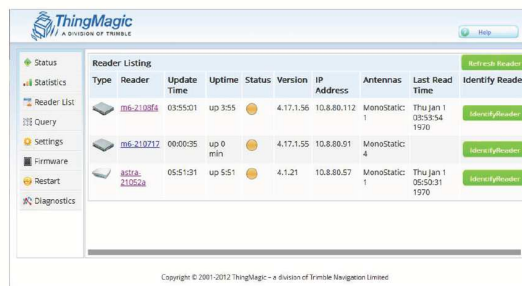 ThingMagic
A DIVISION OF TRIMBLE
Help
Status
Statistics
Reader List
Query
Settings
Firmware
Restart
Diagnostics
Reader Listing
Refresh Reader
Type Reader Update Time Uptime Status Version IP Address Antennas Last Read Time Identify Reade
m6-2108f4 03:55:01 up 3:55 4.17.1.56 10.8.80.112 MonoStatic: 1 Thu Jan 1 03:53:54 1970 IdentifyReader
m6-210717 00:00:35 up 0 min 4.17.1.55 10.8.80.91 MonoStatic: 4 IdentifyReader
astra-21052a 05:51:31 up 5:51 4.1.21 10.8.80.57 MonoStatic: 1 Thu Jan 1 05:50:31 1970 IdentifyReader
Copyright © 2001-2012 ThingMagic – a division of Trimble Navigation Limited